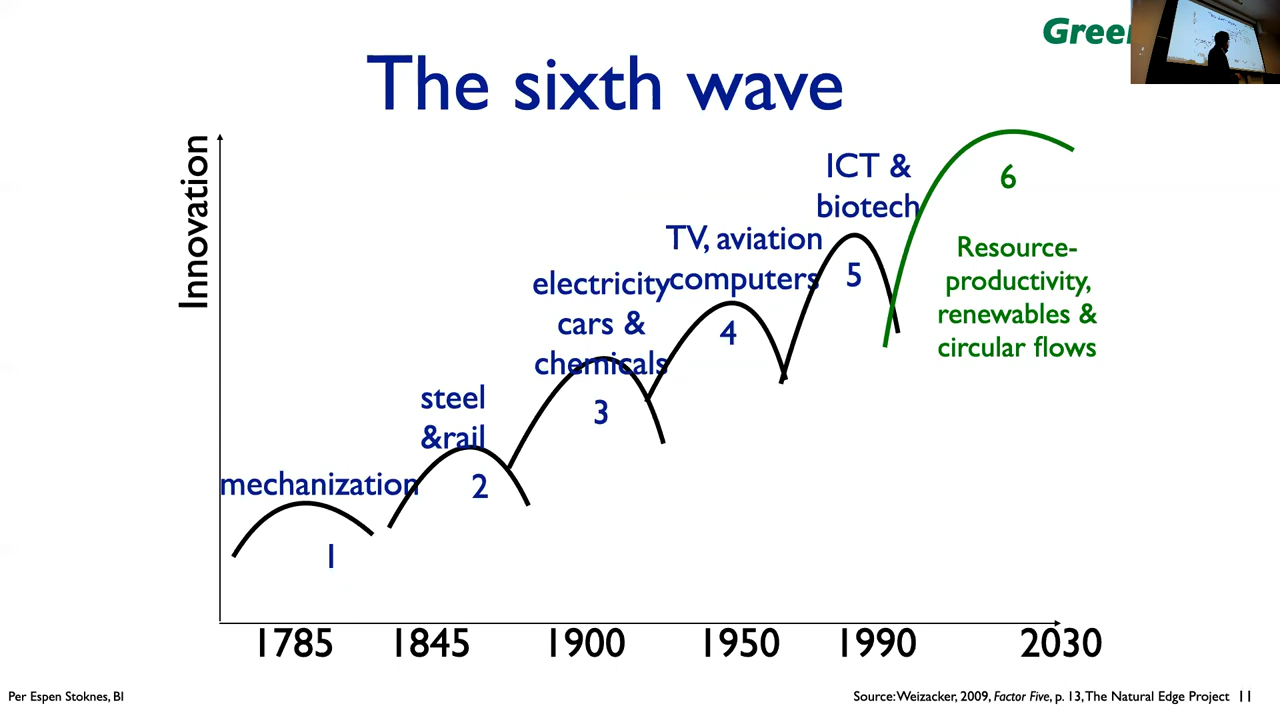 The sixth wave
Innovation
ICT &
biotech
6
TV, aviation
computers
5
Resource-
productivity,
renewables &
circular flows
electricity
cars &
chemicals
4
3
steel
&rail
2
mechanization
1
1785 1845 1900 1950 1990 2030
Per Espen Stoknes, BI
Source: Weizacker, 2009, Factor Five, p. 13, The Natural Edge Project 11